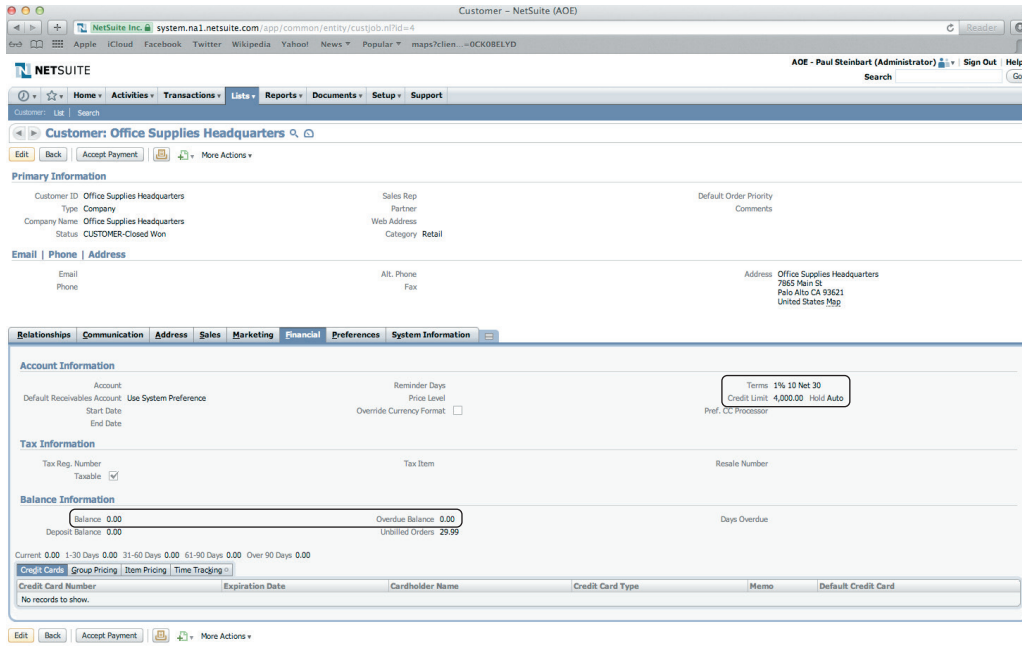 Customer – NetSuite (AOE)
NetSuite Inc. system.na1.netsuite.com/app/common/entity/custjob.nl?id=4 Reader
Apple iCloud Facebook Twitter Wikipedia Yahoo! News Popular maps?clien...=0CK0BELYD
NETSUITE
AOE - Paul Steinbart (Administrator) Sign Out Help
Search Go
Home Activities Transactions Lists Reports Documents Setup Support
Customer: List Search
Customer: Office Supplies Headquarters
Edit Back Accept Payment More Actions
Primary Information
Customer ID Office Supplies Headquarters Sales Rep Default Order Priority
Type Company Partner Comments
Company Name Office Supplies Headquarters Web Address
Status CUSTOMER-Closed Won Category Retail
Email | Phone | Address
Email Alt. Phone Address Office Supplies Headquarters
Phone Fax 7865 Main St
Palo Alto CA 93621
United States Map
Relationships Communication Address Sales Marketing Financial Preferences System Information
Account Information
Account Reminder Days Terms 1% 10 Net 30
Default Receivables Account Use System Preference Price Level Credit Limit 4,000.00 Hold Auto
Start Date Override Currency Format Pref. CC Processor
End Date
Tax Information
Tax Reg. Number Tax Item Resale Number
Taxable
Balance Information
Balance 0.00 Overdue Balance 0.00 Days Overdue
Deposit Balance 0.00 Unbilled Orders 29.99
Current 0.00 1-30 Days 0.00 31-60 Days 0.00 61-90 Days 0.00 Over 90 Days 0.00
Credit Cards Group Pricing Item Pricing Time Tracking
Credit Card Number Expiration Date Cardholder Name Credit Card Type Memo Default Credit Card
No records to show.
Edit Back Accept Payment More Actions